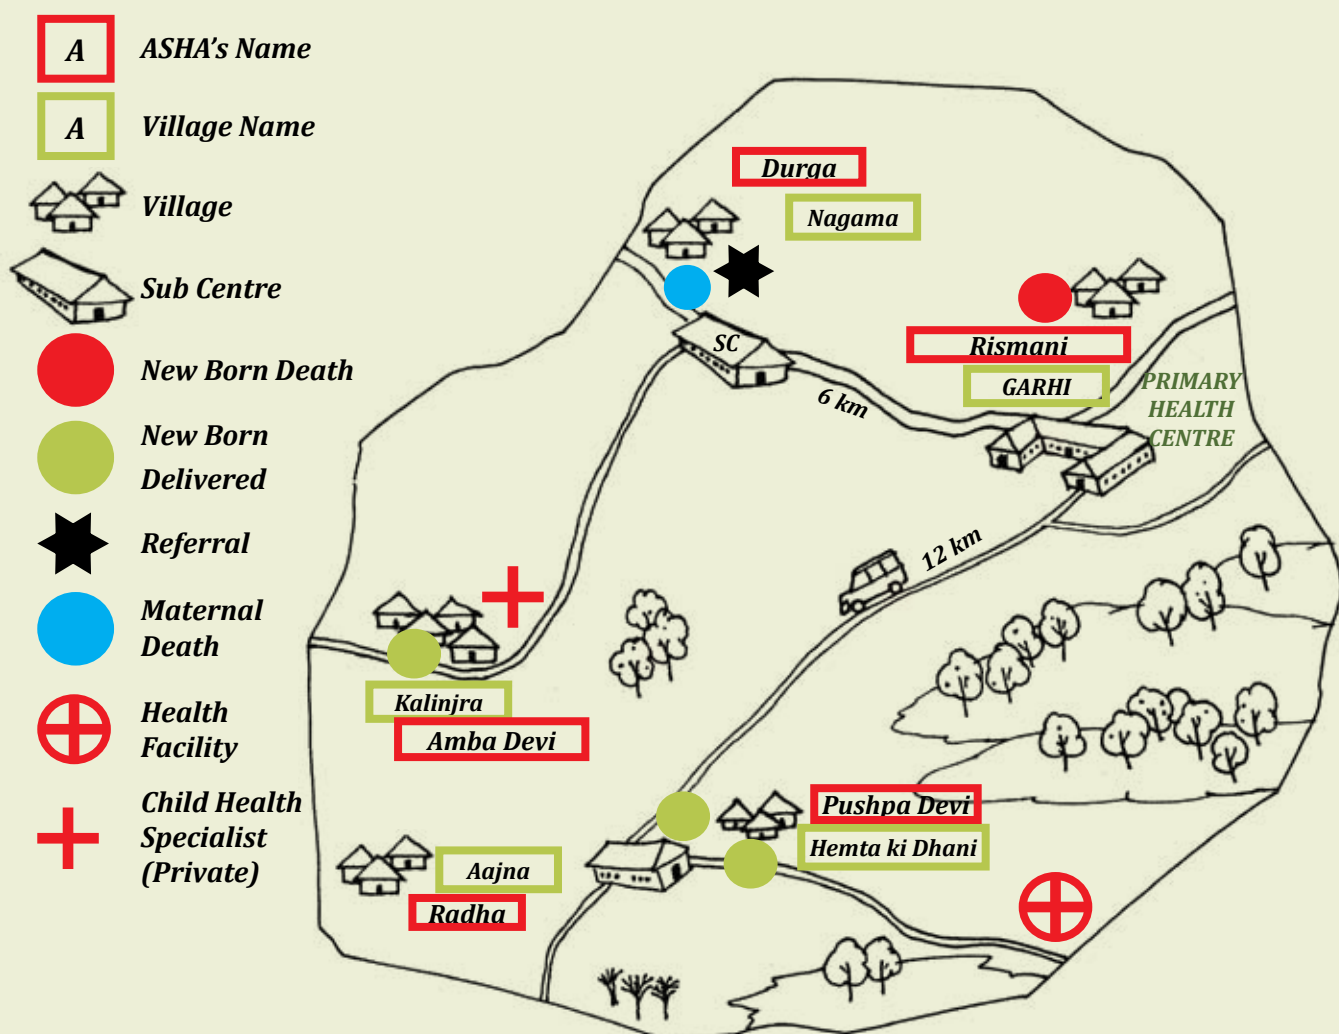 A
ASHA's Name
A
Village Name
Village
Sub Centre
New Born Death
New Born
Delivered
Referral
Maternal
Death
Health
Facility
Child Health
Specialist
(Private)
Durga
Nagama
SC
6 km
Rismani
GARHI
PRIMARY
HEALTH
CENTRE
12 km
Kalinjra
Amba Devi
Pushpa Devi
Hemta ki Dhani
Aajna
Radha